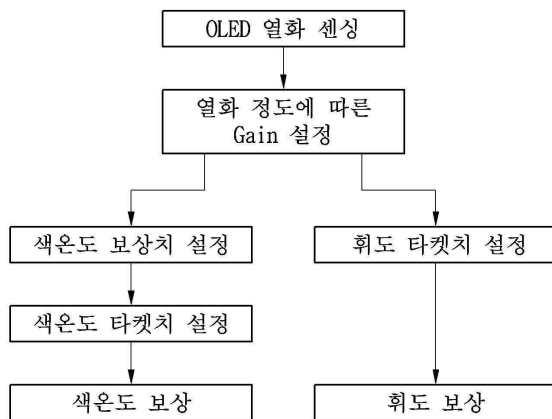 OLED 열화 센싱
열화 정도에 따른
Gain 설정
색온도 보상치 설정
휘도 타켓치 설정
색온도 타켓치 설정
색온도 보상
휘도 보상